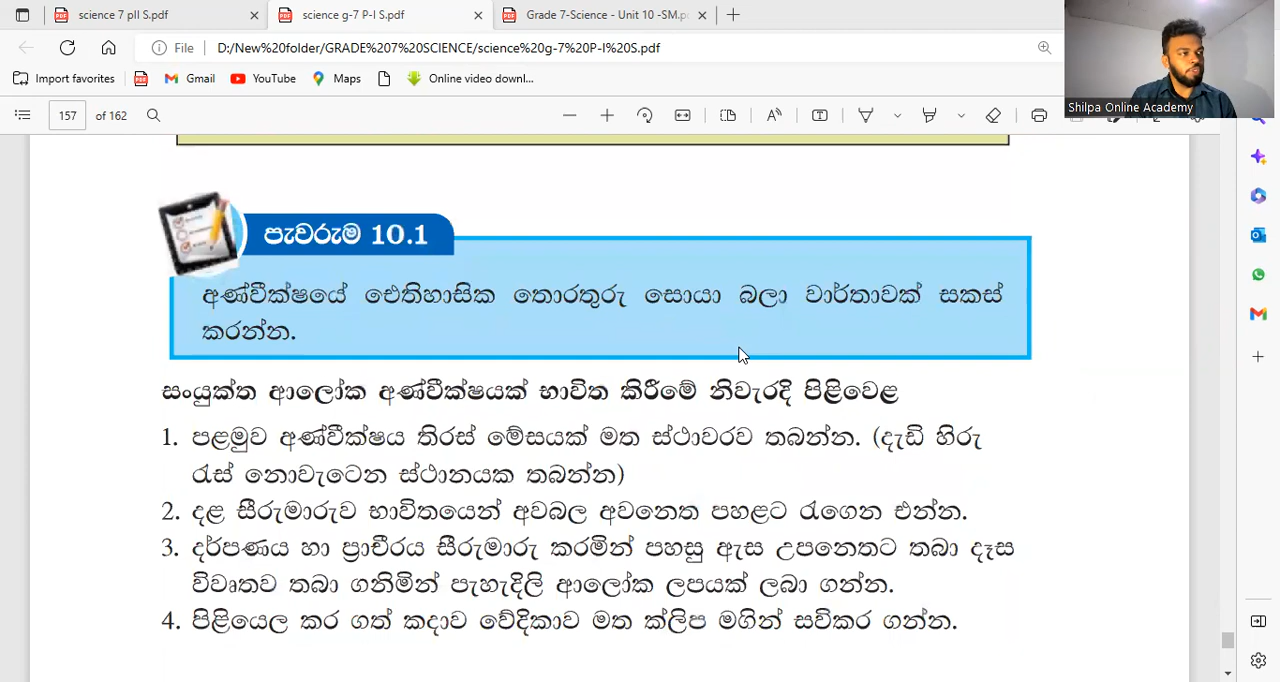 science 7 pII S.pdf
science g-7 P-I S.pdf
Grade 7-Science - Unit 10 -SM.p
File D:/New%20folder/GRADE%207%20SCIENCE/science%20g-7%20P-I%20S.pdf
Import favorites Gmail YouTube Maps Online video downl...
157 of 162
Shilpa Online Academy
පැවරුම 10.1
අණ්වීක්ෂයේ ඓතිහාසික තොරතුරු සොයා බලා වාර්තාවක් සකස්
කරන්න.
සංයුක්ත ආලෝක අණ්වීක්ෂයක් භාවිත කිරීමේ නිවැරදි පිළිවෙළ
1. පළමුව අණ්වීක්ෂය තිරස් මේසයක් මත ස්ථාවරව තබන්න. (දැඩි හිරු
රැස් නොවැටෙන ස්ථානයක තබන්න)
2. දළ සීරුමාරුව භාවිතයෙන් අවබල අවනෙත පහළට රැගෙන එන්න.
3. දර්පණය හා ප්‍රාචීරය සීරුමාරු කරමින් පහසු ඇස උපනෙතට තබා දෑස
විවෘතව තබා ගනිමින් පැහැදිලි ආලෝක ලපයක් ලබා ගන්න.
4. පිළියෙල කර ගත් කදාව වේදිකාව මත ක්ලිප මගින් සවිකර ගන්න.